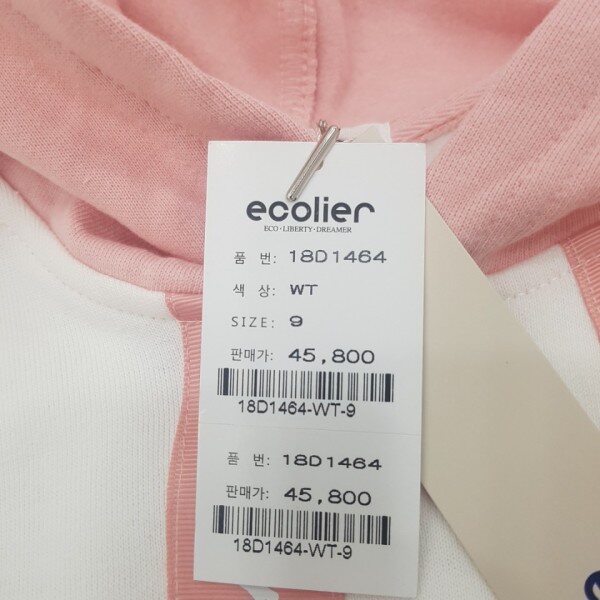 ecolier
ECO · LIBERTY · DREAMER
품 번: 18D1464
색 상: WT
SIZE: 9
판매가: 45,800
18D1464-WT-9
품 번: 18D1464
판매가: 45,800
18D1464-WT-9